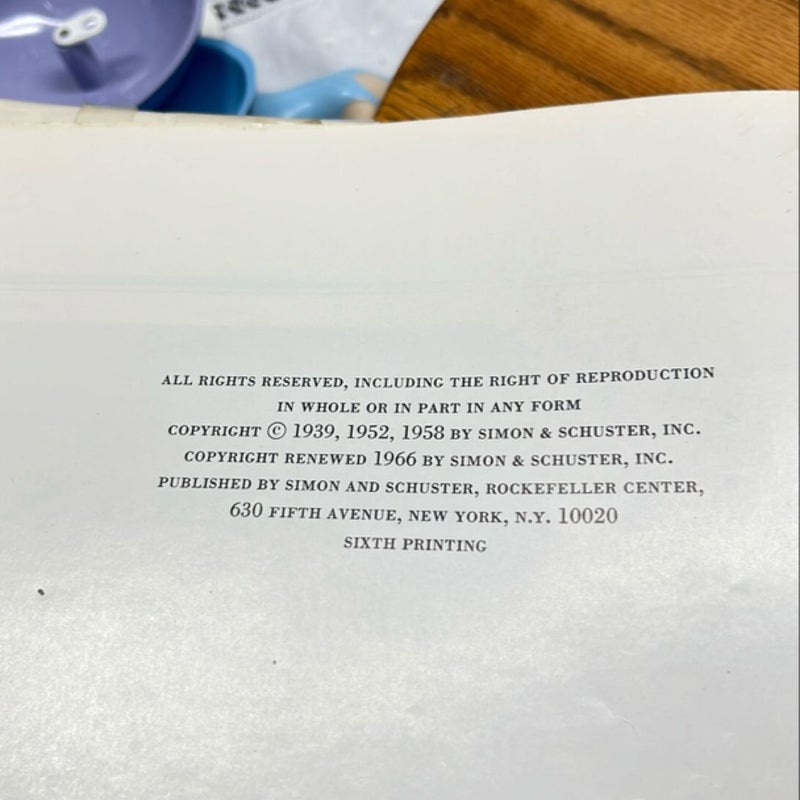 ALL RIGHTS RESERVED, INCLUDING THE RIGHT OF REPRODUCTION
IN WHOLE OR IN PART IN ANY FORM
COPYRIGHT © 1939, 1952, 1958 BY SIMON & SCHUSTER, INC.
COPYRIGHT RENEWED 1966 BY SIMON & SCHUSTER, INC.
PUBLISHED BY SIMON AND SCHUSTER, ROCKEFELLER CENTER,
630 FIFTH AVENUE, NEW YORK, N.Y. 10020
SIXTH PRINTING